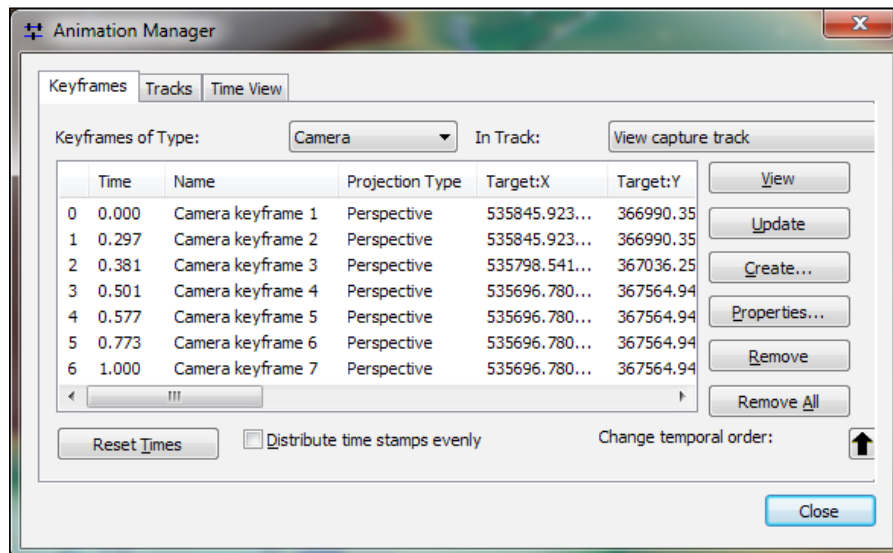 Animation Manager
Keyframes Tracks Time View
Keyframes of Type: Camera In Track: View capture track
Time Name Projection Type Target:X Target:Y
0 0.000 Camera keyframe 1 Perspective 535845.923... 366990.35
1 0.297 Camera keyframe 2 Perspective 535845.923... 366990.35
2 0.381 Camera keyframe 3 Perspective 535798.541... 367036.25
3 0.501 Camera keyframe 4 Perspective 535696.780... 367564.94
4 0.577 Camera keyframe 5 Perspective 535696.780... 367564.94
5 0.773 Camera keyframe 6 Perspective 535696.780... 367564.94
6 1.000 Camera keyframe 7 Perspective 535696.780... 367564.94
View
Update
Create...
Properties...
Remove
Remove All
Reset Times Distribute time stamps evenly Change temporal order:
Close